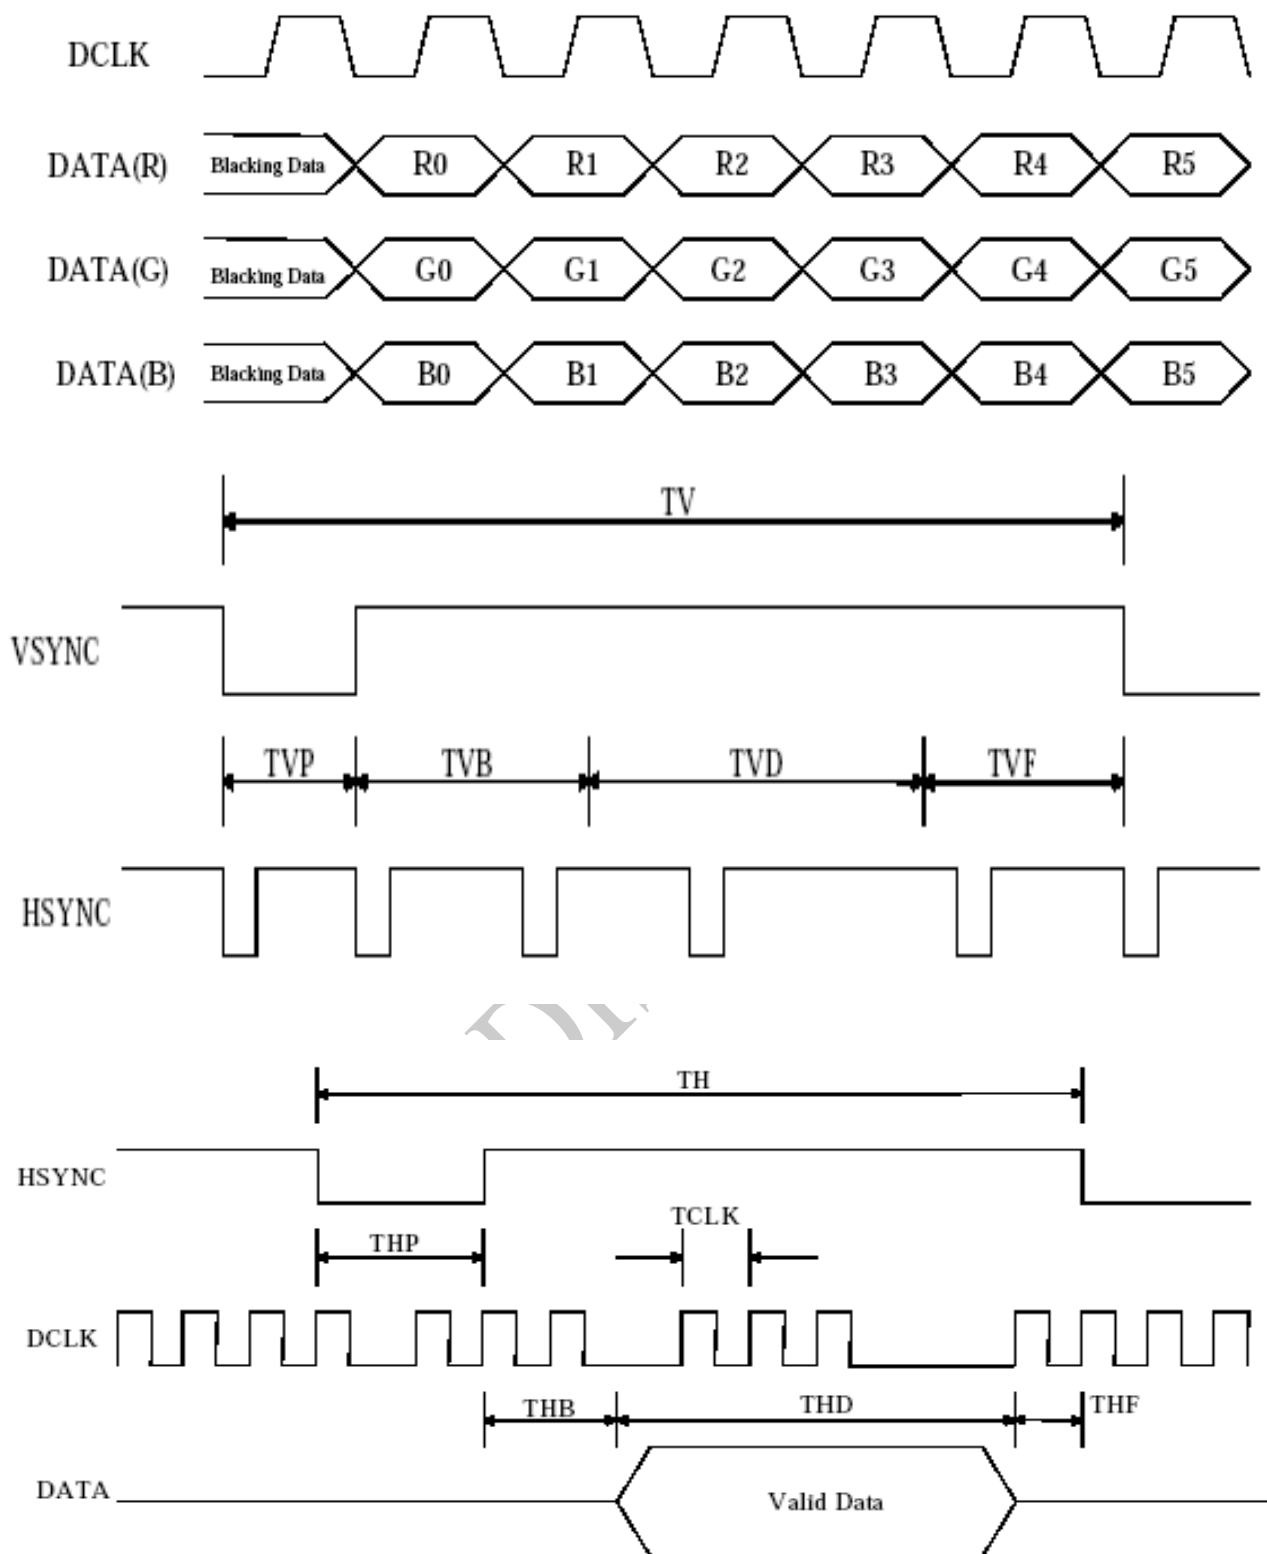 DCLK
DATA(R) Blacking Data R0 R1 R2 R3 R4 R5
DATA(G) Blacking Data G0 G1 G2 G3 G4 G5
DATA(B) Blacking Data B0 B1 B2 B3 B4 B5
TV
VSYNC
TVP TVB TVD TVF
HSYNC
TH
HSYNC
TCLK
THP
DCLK
THB THD THF
DATA Valid Data